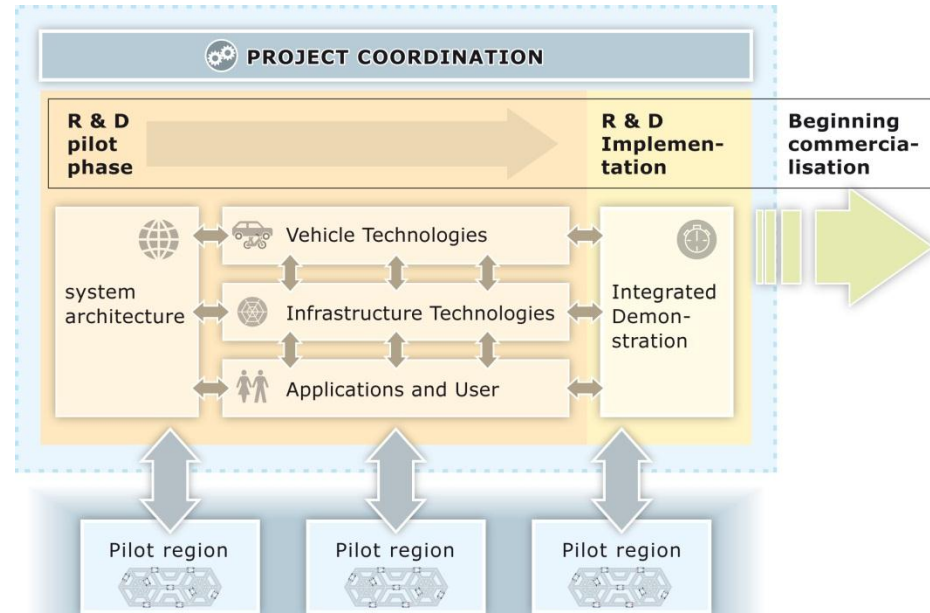 PROJECT COORDINATION
R & D
pilot
phase
R & D
Implemen-
tation
Beginning
commercia-
lisation
system
architecture
Vehicle Technologies
Infrastructure Technologies
Applications and User
Integrated
Demon-
stration
Pilot region
Pilot region
Pilot region